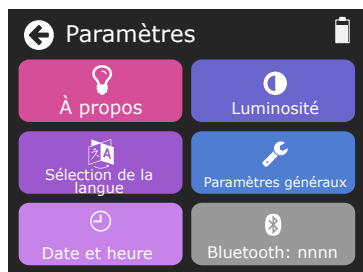 Paramètres
À propos
Luminosité
Sélection de la
langue
Paramètres généraux
Date et heure
Bluetooth: nnnn